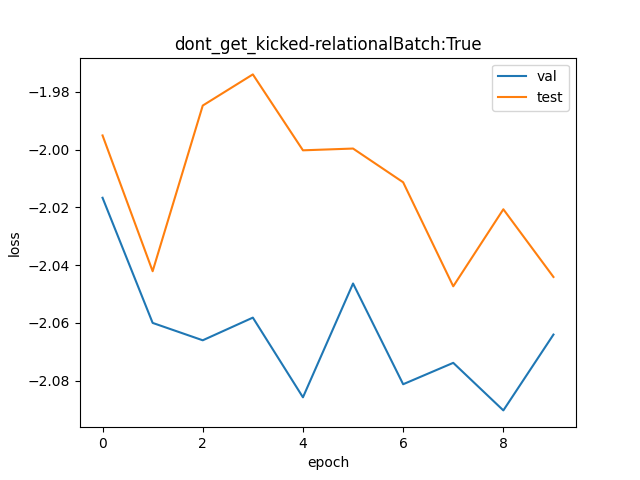 dont_get_kicked-relationalBatch:True
val
test
−1.98
−2.00
−2.02
−2.04
−2.06
−2.08
loss
0
2
4
6
8
epoch